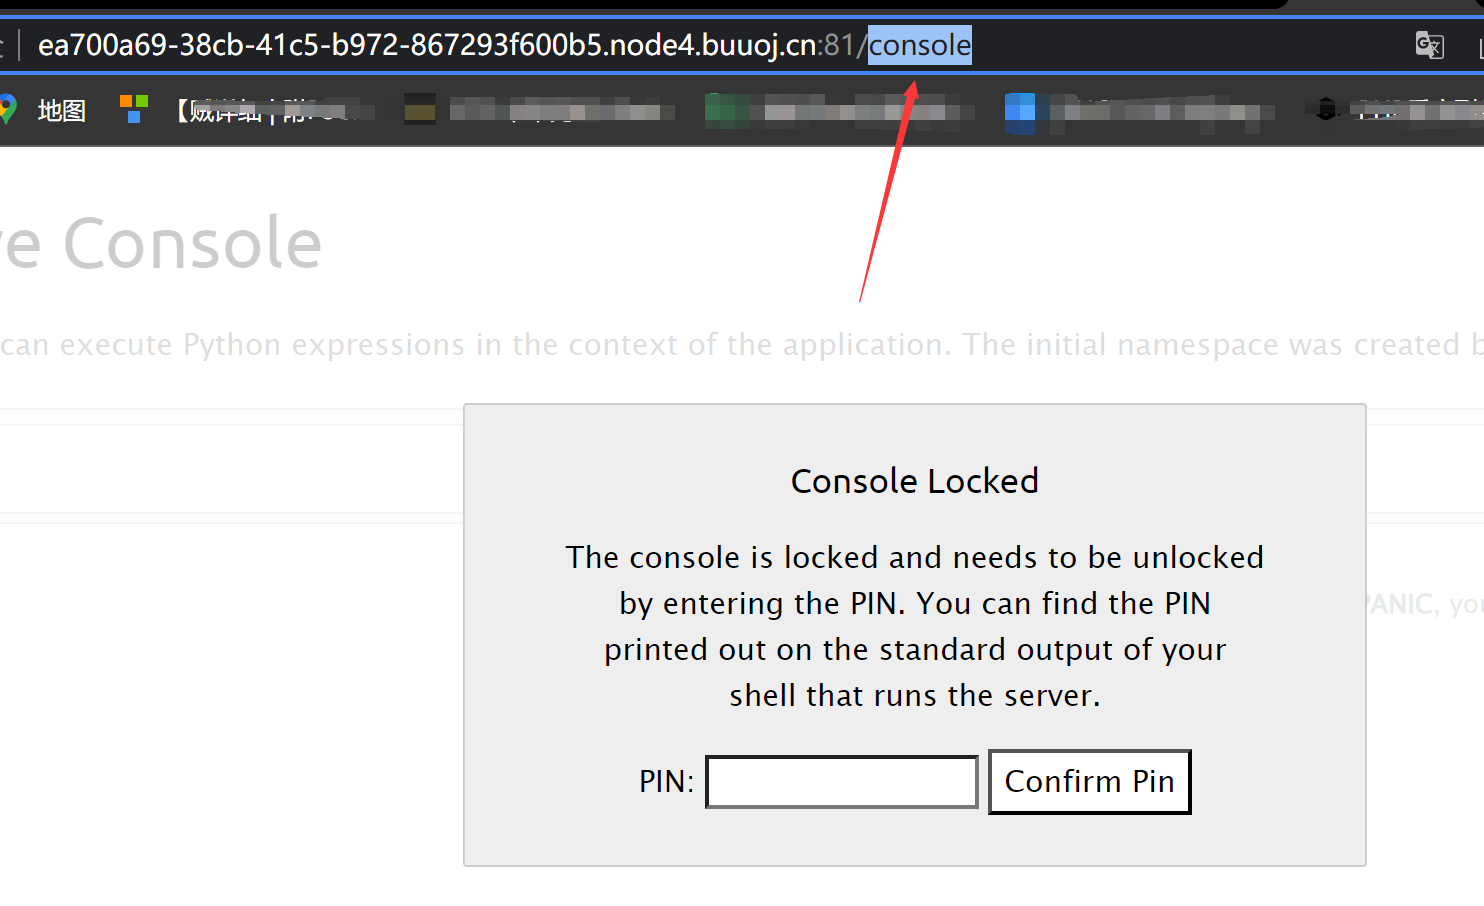 ea700a69-38cb-41c5-b972-867293f600b5.node4.buuoj.cn:81/console
地图
ve Console
can execute Python expressions in the context of the application. The initial namespace was created b
Console Locked
The console is locked and needs to be unlocked
by entering the PIN. You can find the PIN
printed out on the standard output of your
shell that runs the server.
PANIC, you
PIN:
Confirm Pin